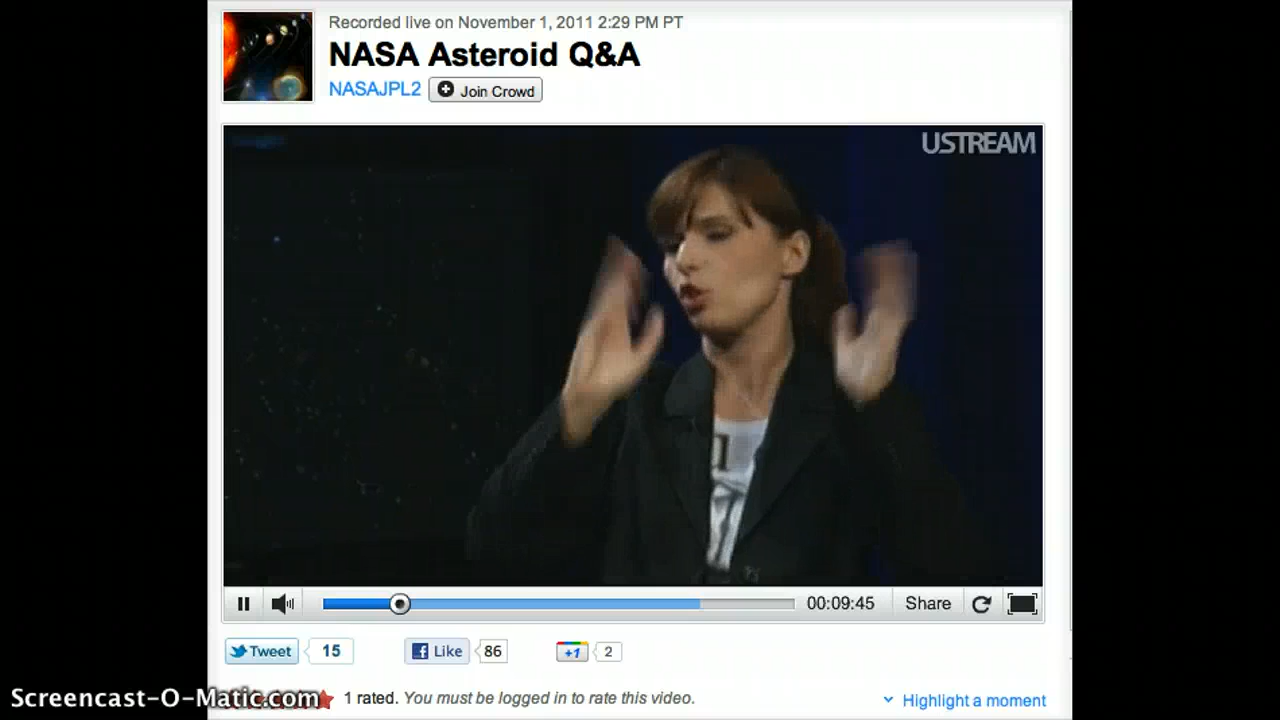 Recorded live on November 1, 2011 2:29 PM PT
NASA Asteroid Q&A
NASAJPL2 Join Crowd
USTREAM
00:09:45 Share
Tweet 15 Like 86 +1 2
Screencast-O-Matic.com 1 rated. You must be logged in to rate this video. Highlight a moment